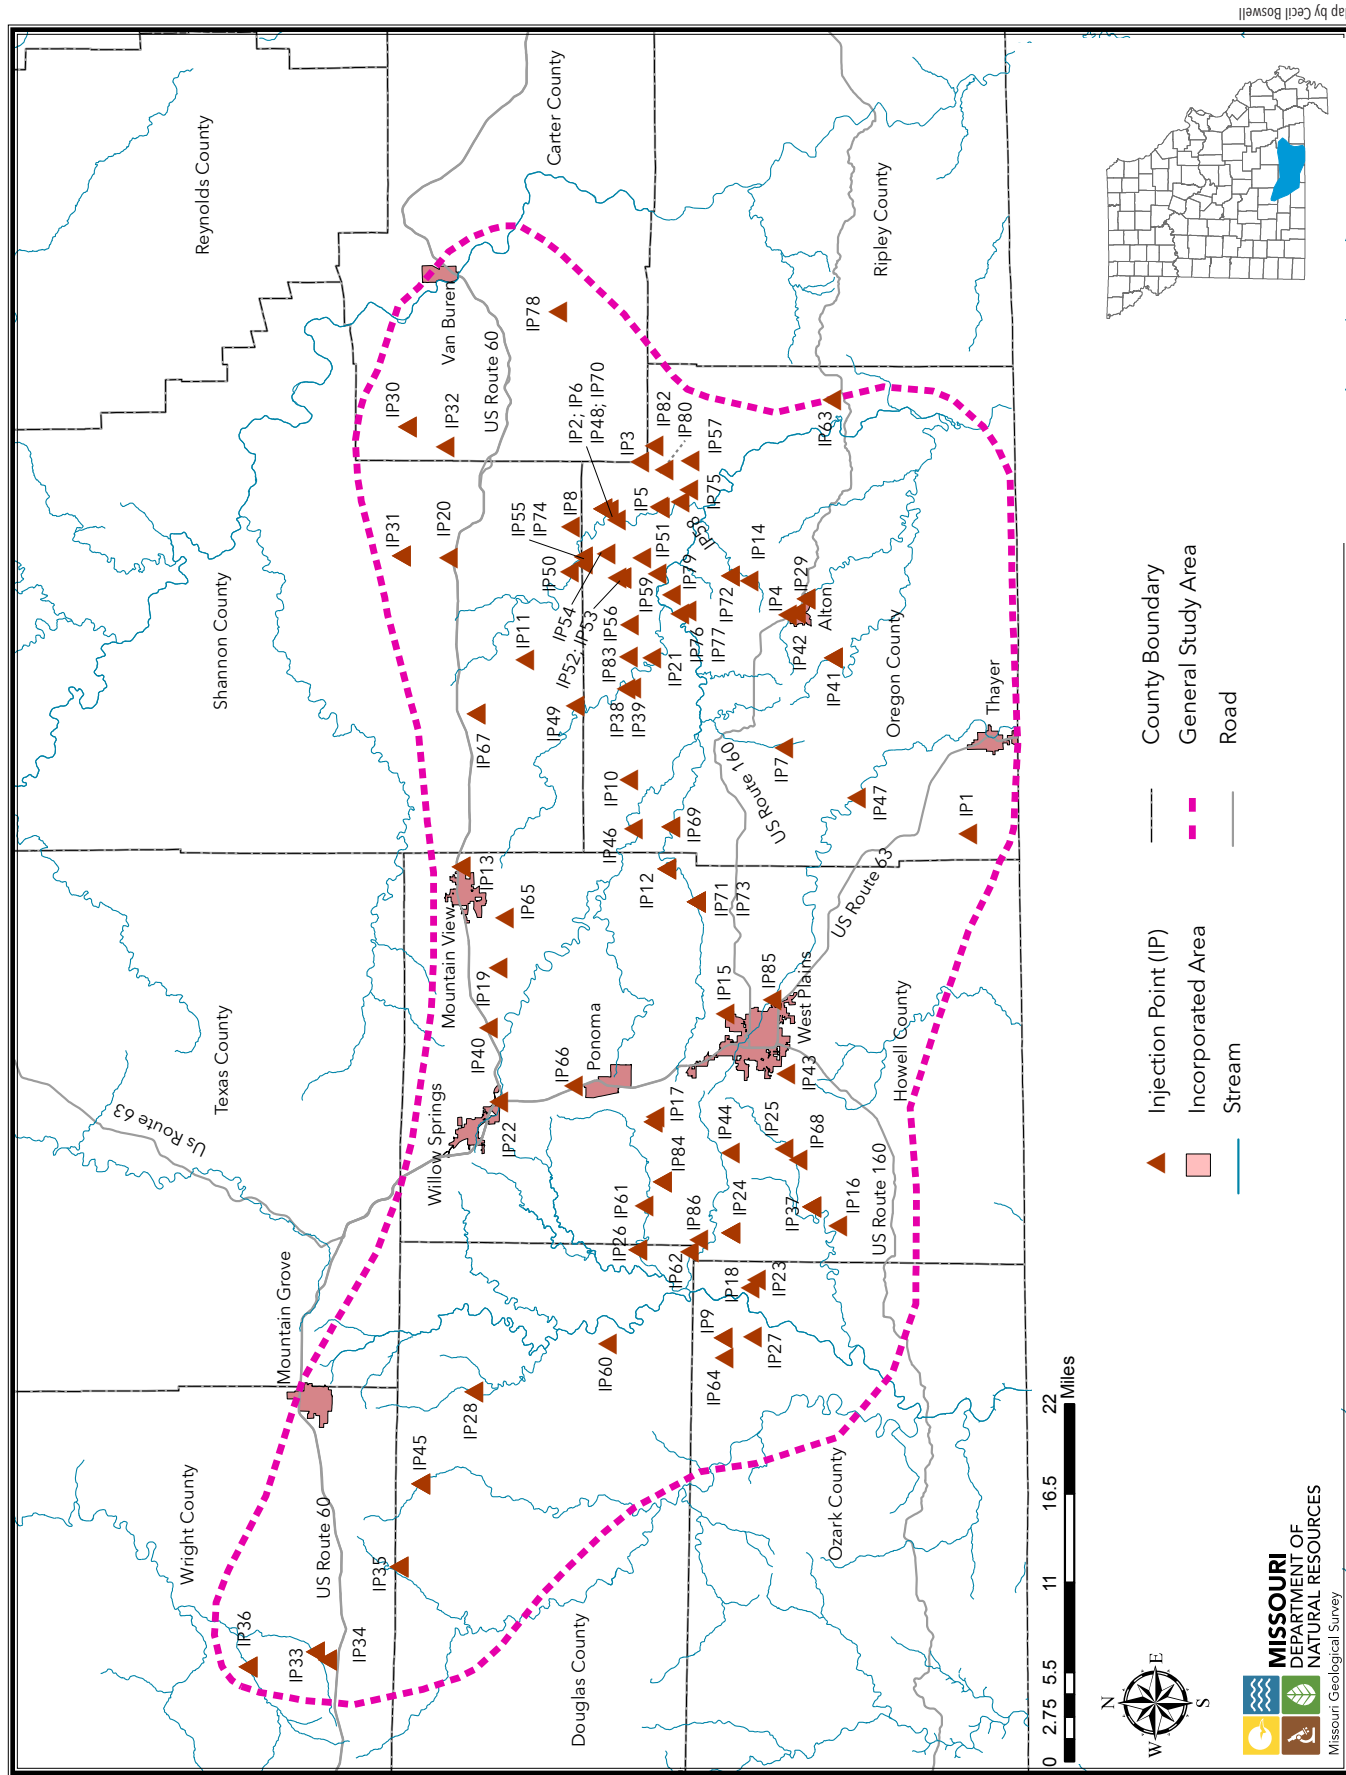 Map by Cecil Boswell
Reynolds County
Carter County
Ripley County
Shannon County
Texas County
Wright County
Douglas County
Ozark County
Howell County
Oregon County
Van Buren
Mountain View
Willow Springs
Mountain Grove
Ponoma
West Plains
Alton
Thayer
US Route 60
US Route 60
Us Route 63
US Route 63
US Route 160
US Route 160
IP36
IP33
IP34
IP35
IP45
IP28
IP60
IP64
IP9
IP27
IP18
IP23
IP62
IP26
IP86
IP61
IP24
IP84
IP17
IP44
IP37
IP16
IP68
IP25
IP43
IP15
IP85
IP66
IP22
IP40
IP19
IP65
IP13
IP12
IP71
IP73
IP46
IP69
IP10
IP1
IP47
IP7
IP67
IP11
IP49
IP38
IP39
IP83
IP21
IP56
IP76
IP77
IP41
IP42
IP4
IP29
IP72
IP14
IP79
IP59
IP51
IP58
IP52; IP53
IP54
IP50
IP55
IP74
IP8
IP2; IP6
IP48; IP70
IP5
IP3
IP82
IP80
IP57
IP75
IP63
IP20
IP31
IP32
IP30
IP78
Injection Point (IP)
Incorporated Area
Stream
County Boundary
General Study Area
Road
0 2.75 5.5 11 16.5 22
Miles
N
W E
S
MISSOURI
DEPARTMENT OF
NATURAL RESOURCES
Missouri Geological Survey